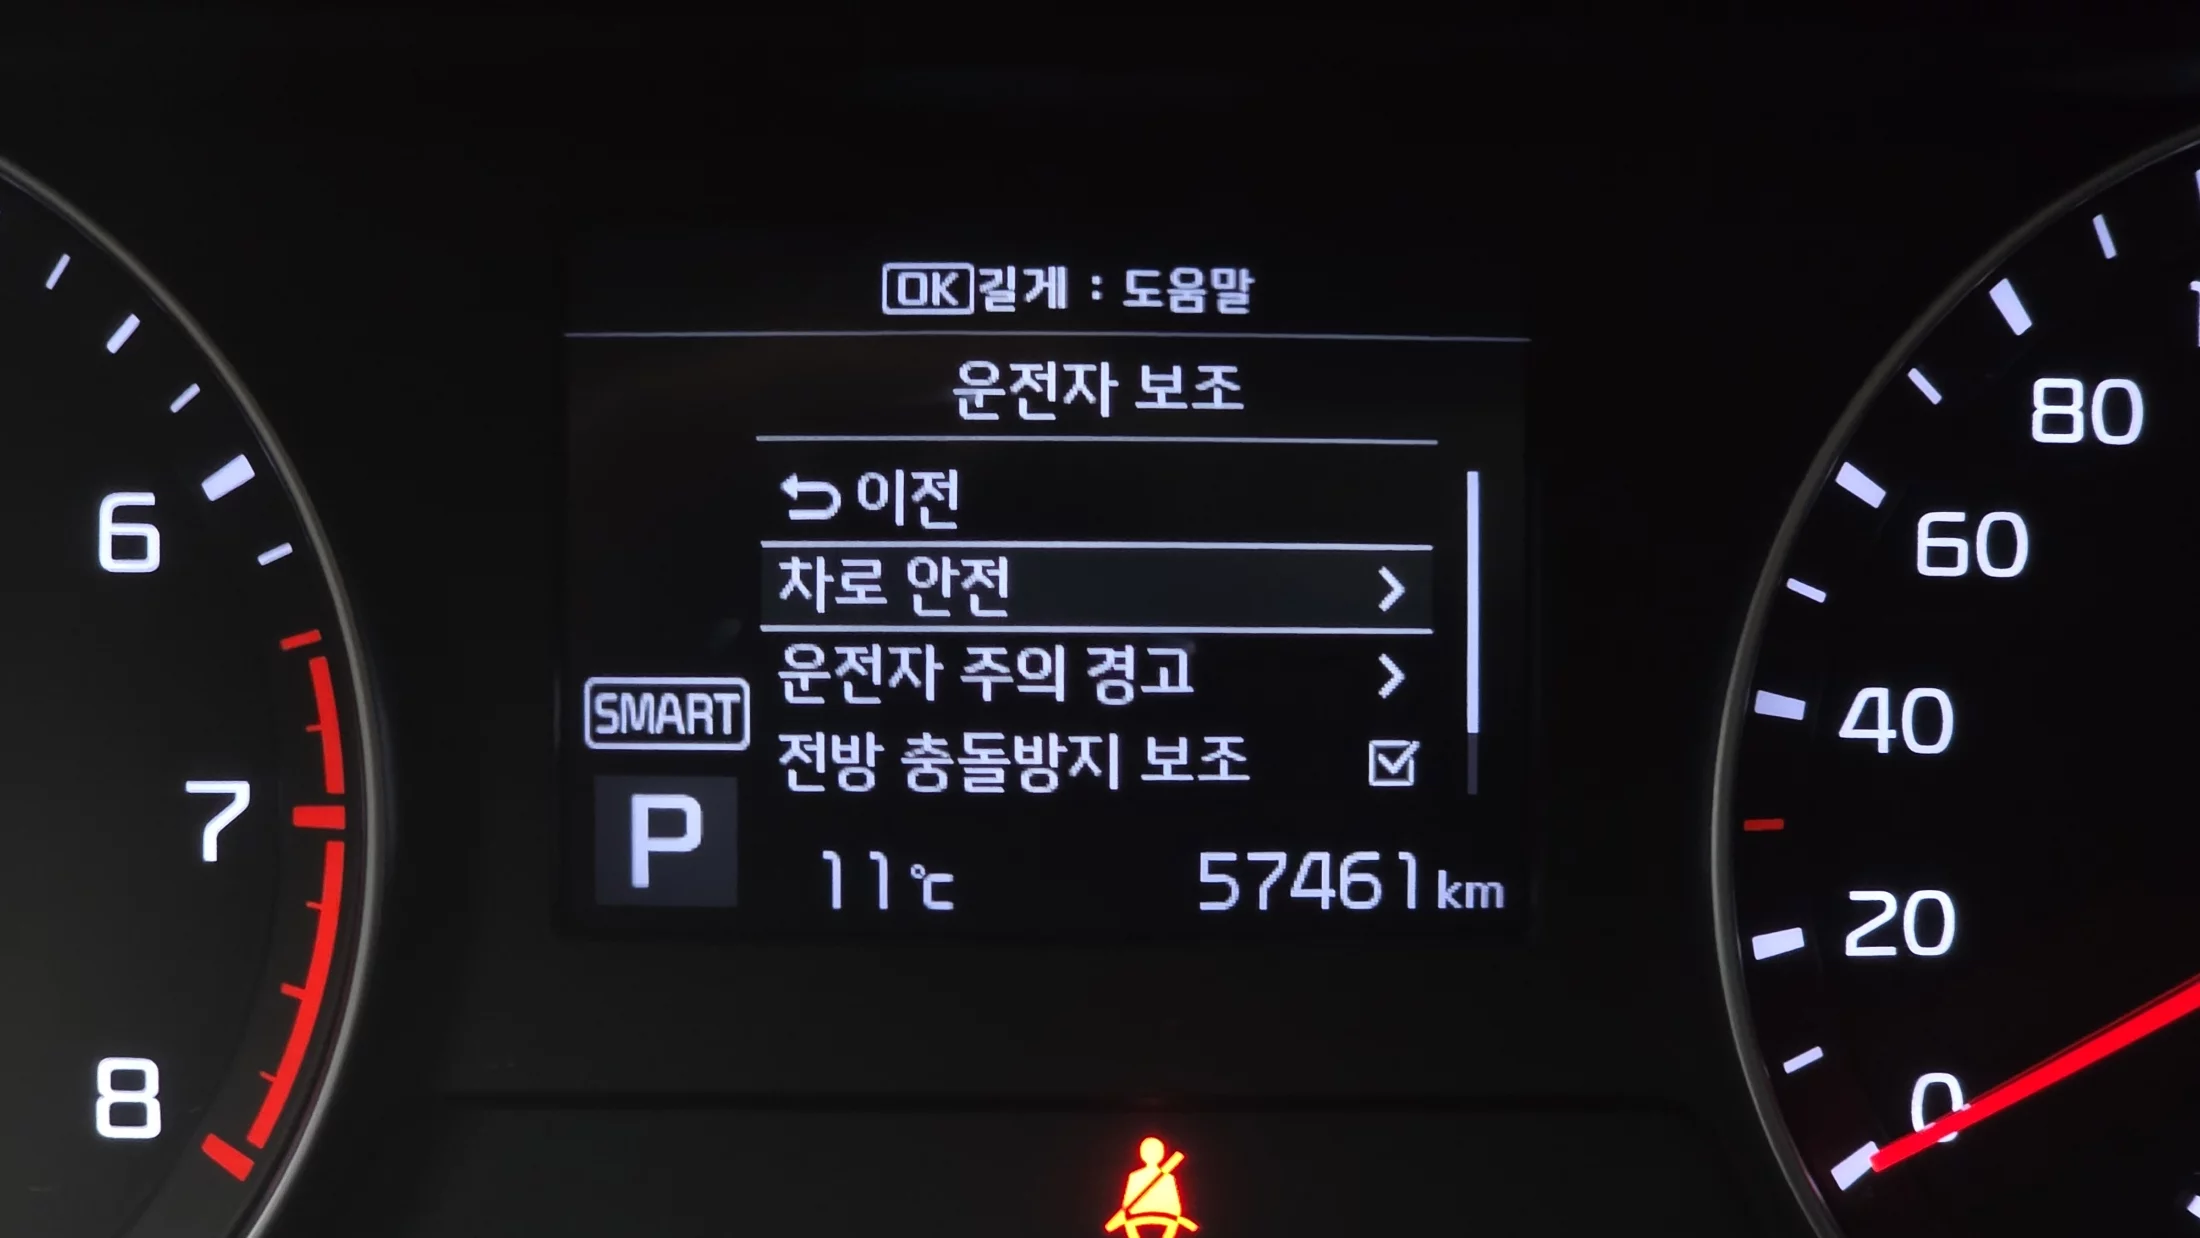 OK길게 : 도움말
운전자 보조
이전
차로 안전
운전자 주의 경고
전방 충돌방지 보조
SMART
P
11℃
57461km
6
7
8
80
60
40
20
0